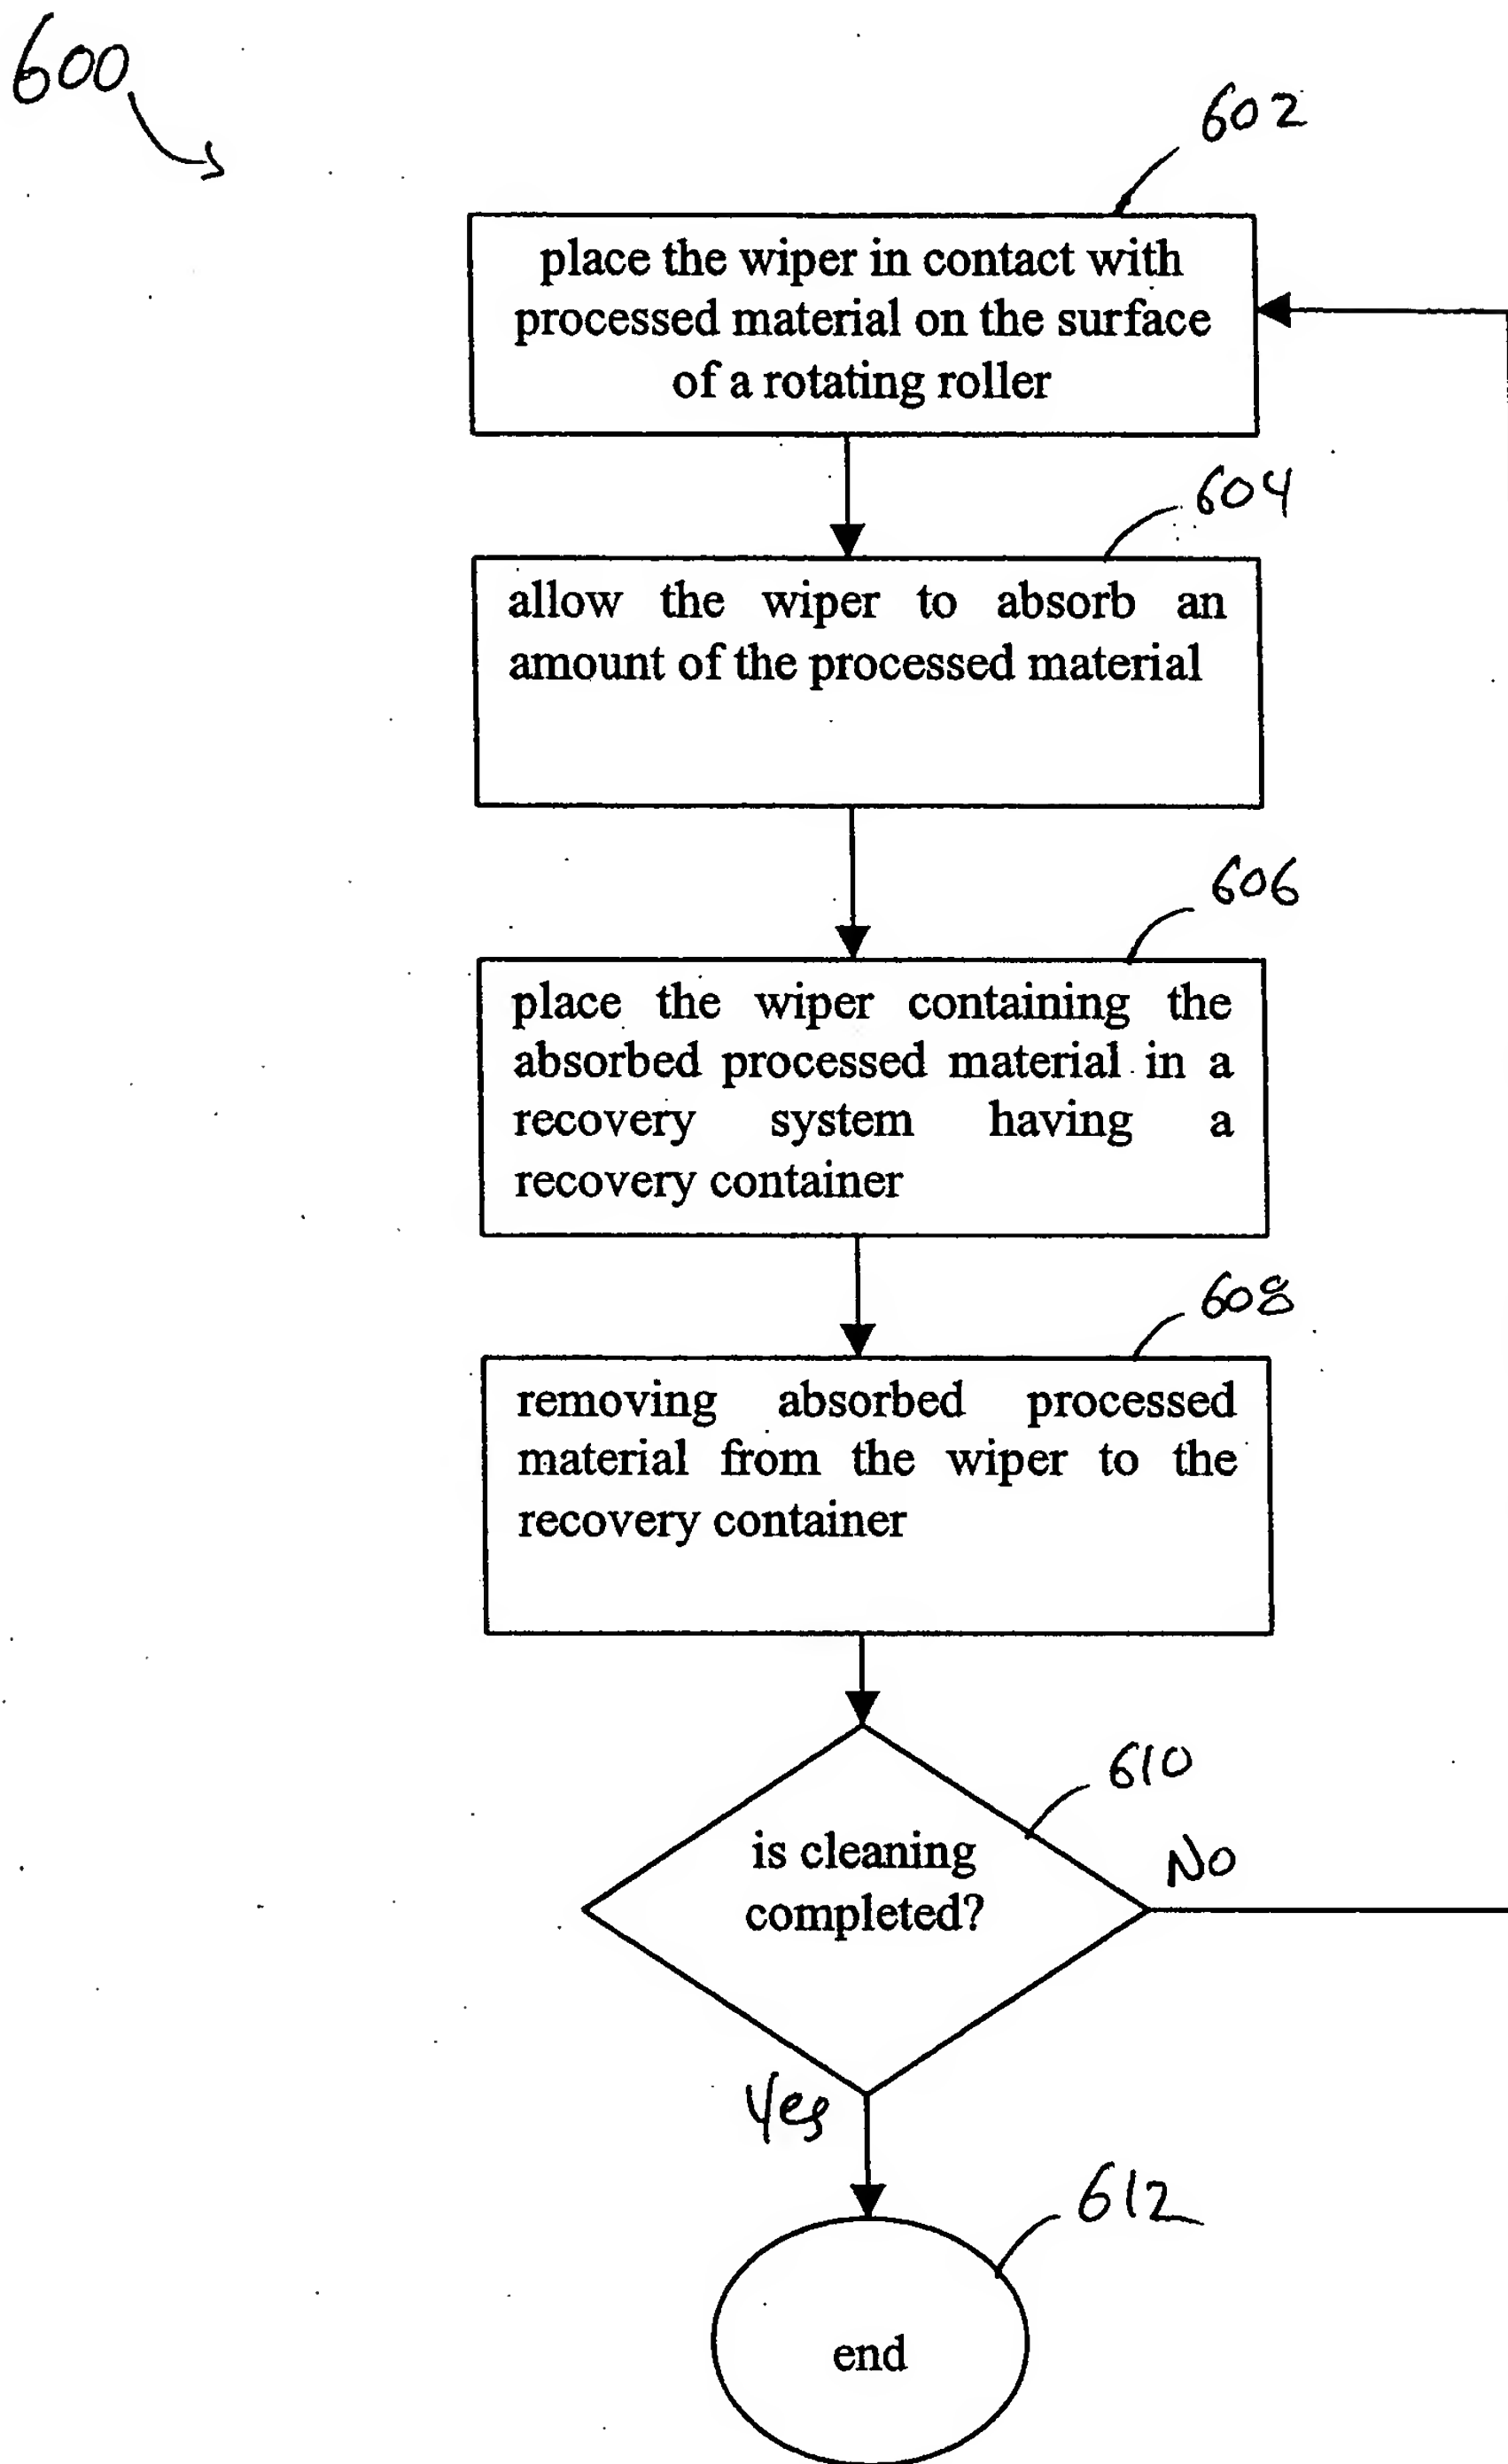 600
602
place the wiper in contact with
processed material on the surface
of a rotating roller
604
allow the wiper to absorb an
amount of the processed material
606
place the wiper containing the
absorbed processed material in a
recovery system having a
recovery container
608
removing absorbed processed
material from the wiper to the
recovery container
610
is cleaning
completed?
NO
Yes
612
end